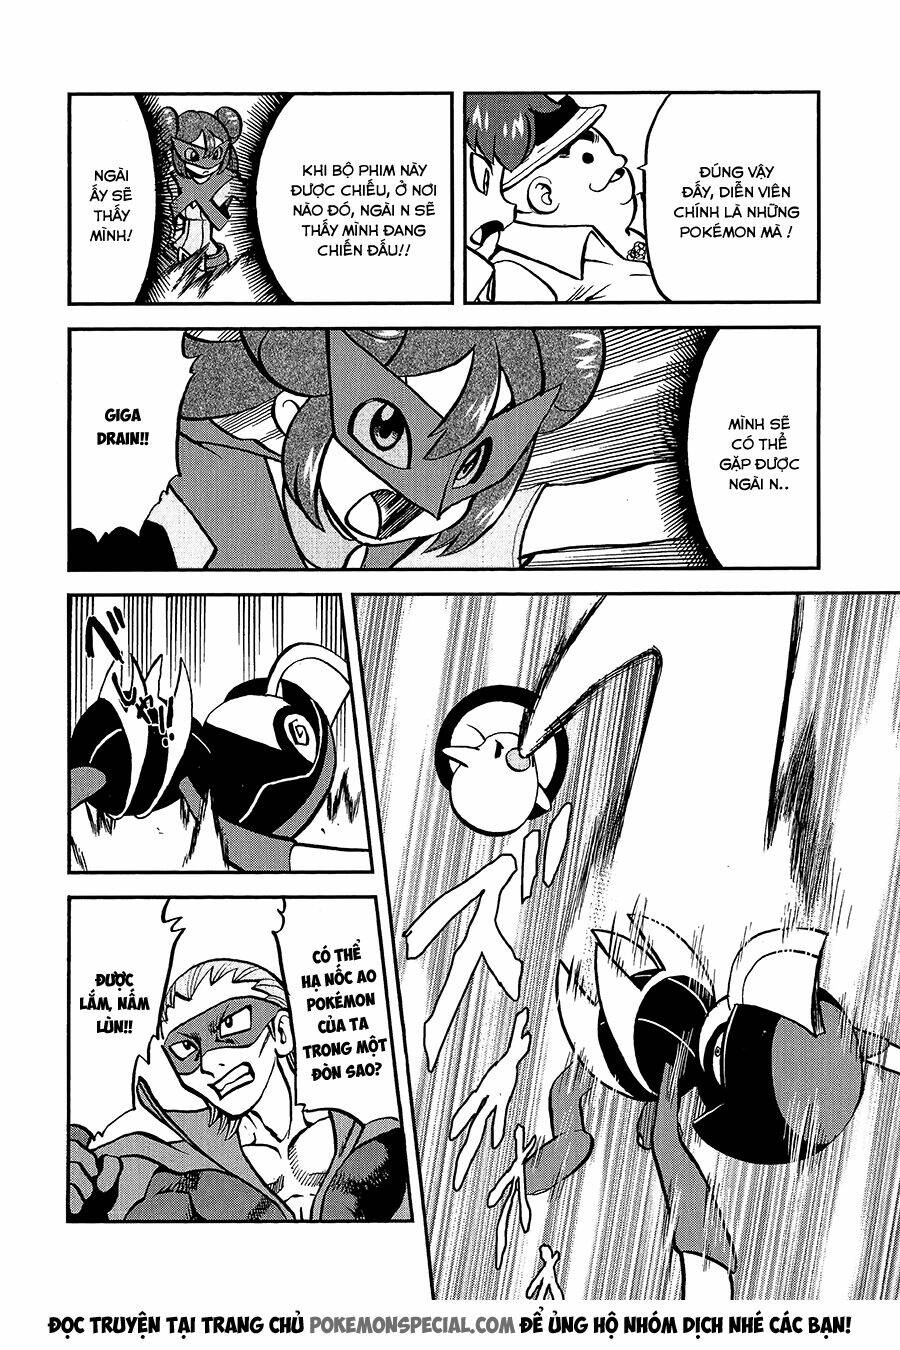 ĐÚNG VẬY
ĐẤY, DIỄN VIÊN
CHÍNH LÀ NHỮNG
POKÉMON MÀ !
KHI BỘ PHIM NÀY
ĐƯỢC CHIẾU, Ở NƠI
NÀO ĐÓ, NGÀI N SẼ
THẤY MÌNH ĐANG
CHIẾN ĐẤU!!
NGÀI
ẤY SẼ
THẤY
MÌNH!
MÌNH SẼ
CÓ THỂ
GẶP ĐƯỢC
NGÀI N..
GIGA
DRAIN!!
CÓ THỂ
HẠ NỐC AO
POKÉMON
CỦA TA
TRONG MỘT
ĐÒN SAO?
ĐƯỢC
LẮM, NẤM
LÙN!!
ĐỌC TRUYỆN TẠI TRANG CHỦ POKEMONSPECIAL.COM ĐỂ ỦNG HỘ NHÓM DỊCH NHÉ CÁC BẠN!